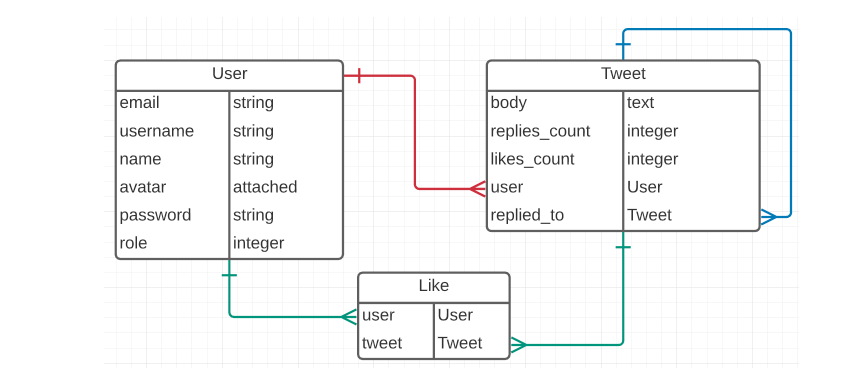 User
email string
username string
name string
avatar attached
password string
role integer
Tweet
body text
replies_count integer
likes_count integer
user User
replied_to Tweet
Like
user User
tweet Tweet